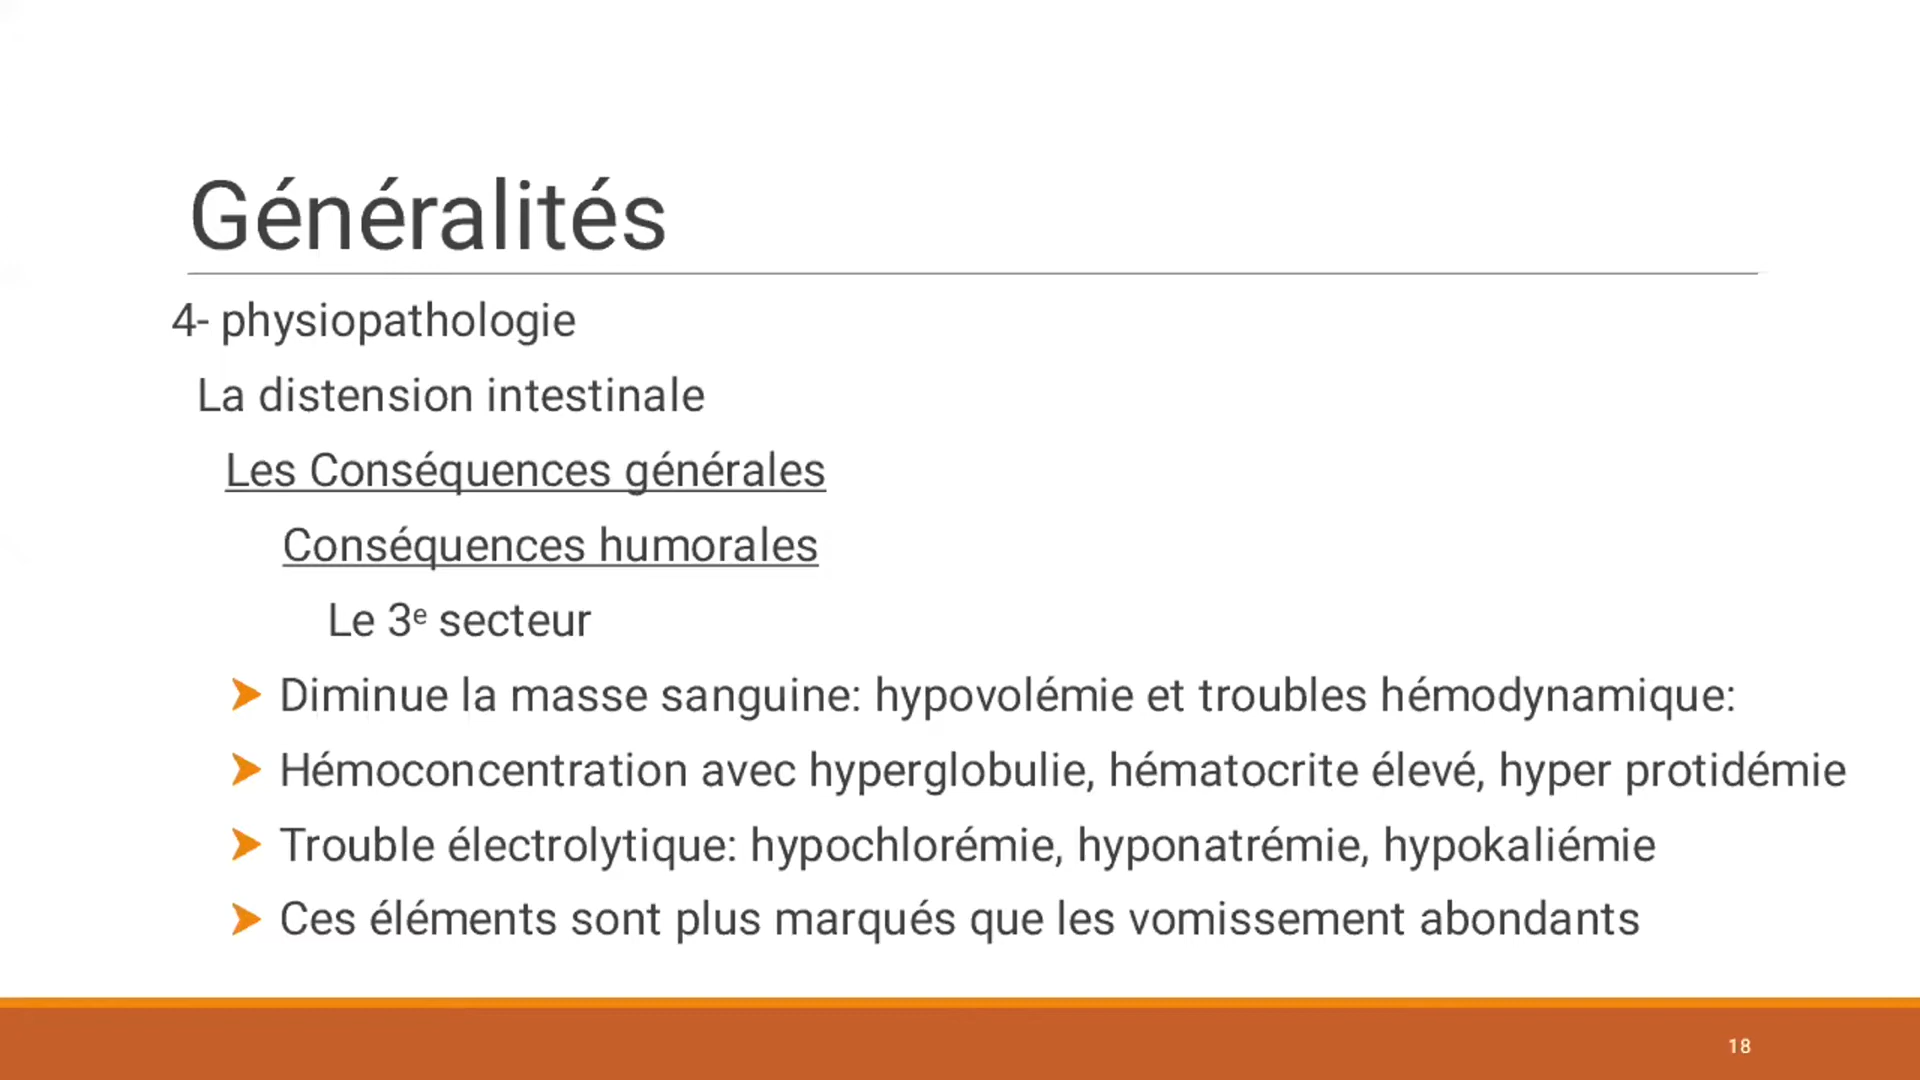 Généralités
4- physiopathologie
La distension intestinale
Les Conséquences générales
Conséquences humorales
Le 3e secteur
➤ Diminue la masse sanguine: hypovolémie et troubles hémodynamique:
➤ Hémoconcentration avec hyperglobulie, hématocrite élevé, hyper protidémie
➤ Trouble électrolytique: hypochlorémie, hyponatrémie, hypokaliémie
➤ Ces éléments sont plus marqués que les vomissement abondants
18